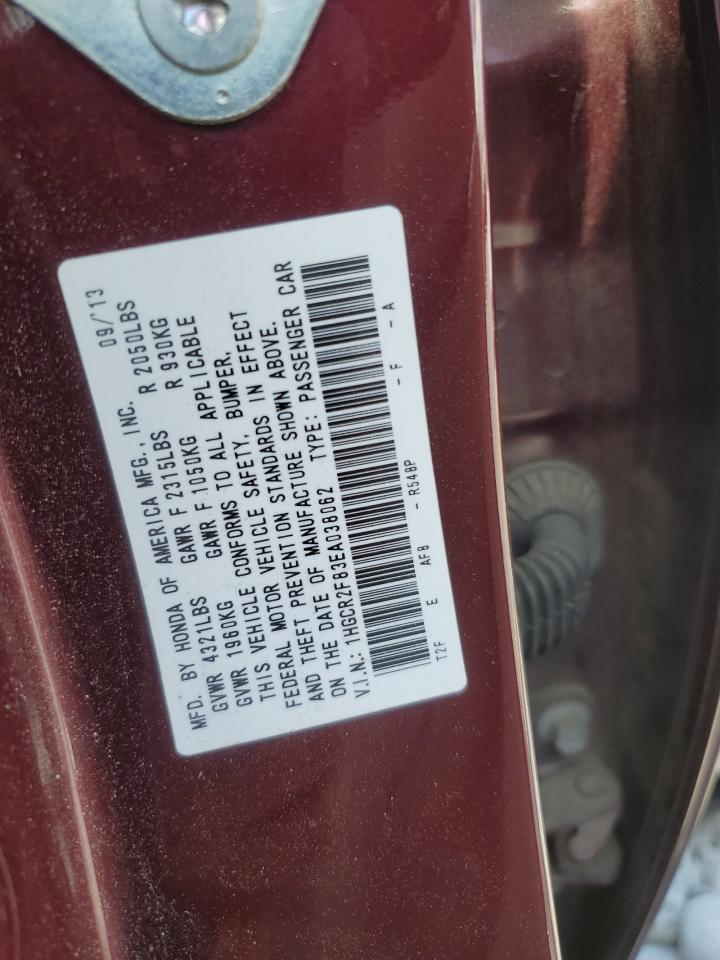 MFD. BY HONDA OF AMERICA MFG., INC. 09/'13
GVWR 4321LBS GAWR F 2315LBS R 2050LBS
GVWR 1960KG GAWR F 1050KG R 930KG
THIS VEHICLE CONFORMS TO ALL APPLICABLE
FEDERAL MOTOR VEHICLE SAFETY, BUMPER,
AND THEFT PREVENTION STANDARDS IN EFFECT
ON THE DATE OF MANUFACTURE SHOWN ABOVE.
V.I.N.: 1HGCR2F83EA038062 TYPE: PASSENGER CAR
T2F E AF8 - R548P - F - A